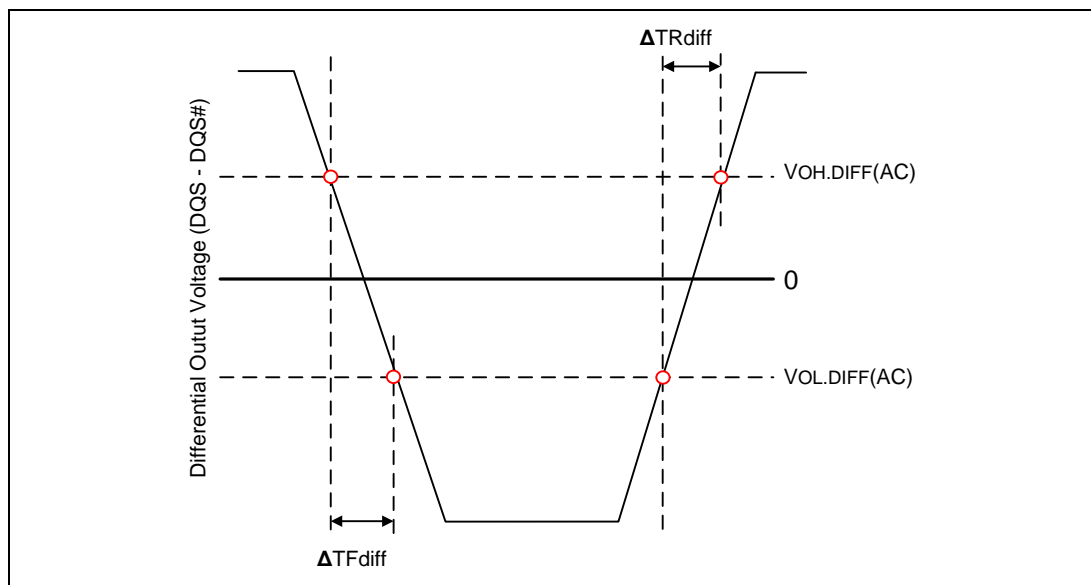 ΔTRdiff
Differential Outut Voltage (DQS - DQS#)
VOH.DIFF(AC)
0
VOL.DIFF(AC)
ΔTFdiff